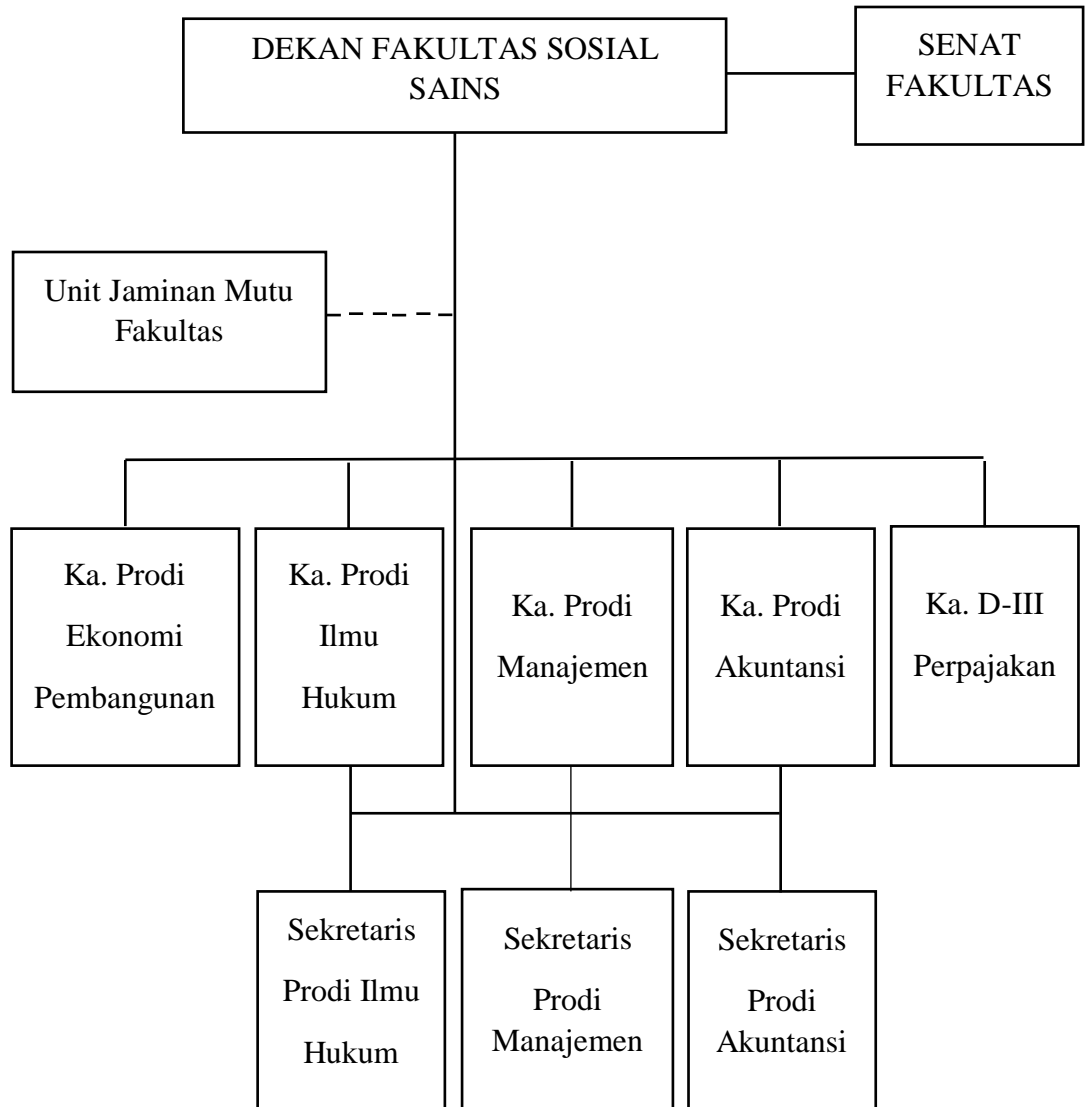 DEKAN FAKULTAS SOSIAL
SAINS
SENAT
FAKULTAS
Unit Jaminan Mutu
Fakultas
Ka. Prodi
Ekonomi
Pembangunan
Ka. Prodi
Ilmu
Hukum
Ka. Prodi
Manajemen
Ka. Prodi
Akuntansi
Ka. D-III
Perpajakan
Sekretaris
Prodi Ilmu
Hukum
Sekretaris
Prodi
Manajemen
Sekretaris
Prodi
Akuntansi